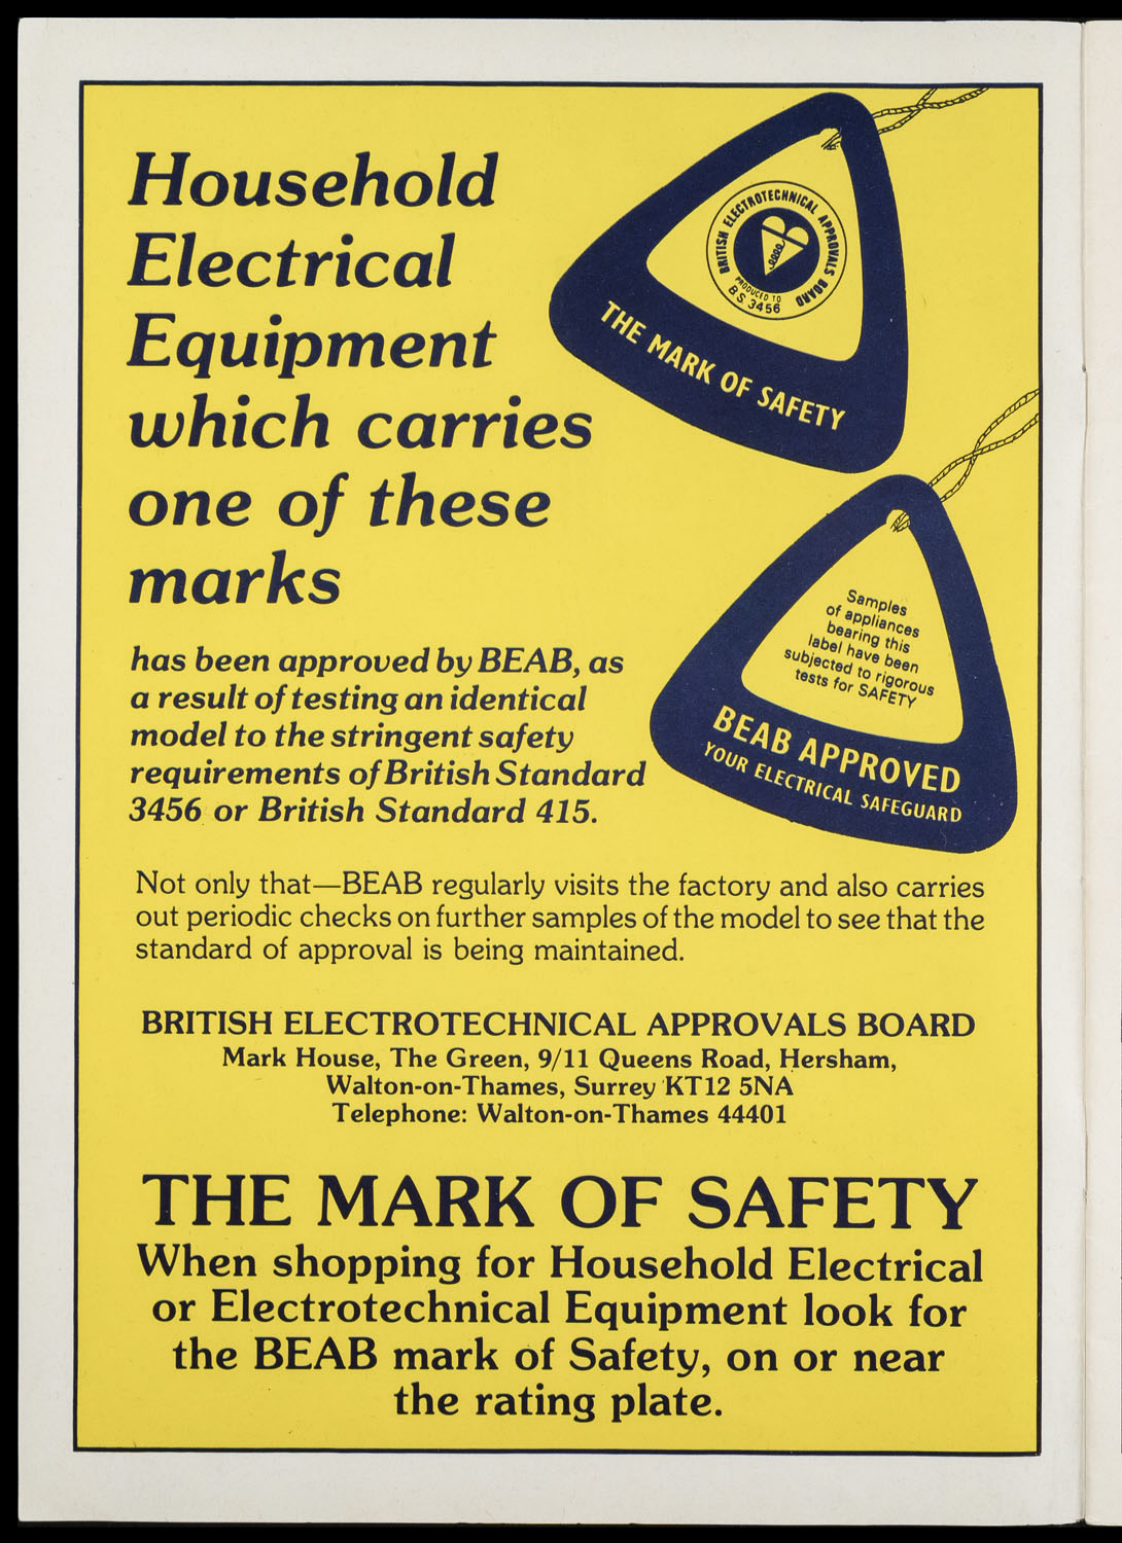 Household
Electrical
Equipment
which carries
one of these
marks
BRITISH ELECTROTECHNICAL APPROVALS BOARD
PRODUCED TO
BS 3456
THE MARK OF SAFETY
Samples
of appliances
bearing this
label have been
subjected to rigorous
tests for SAFETY
BEAB APPROVED
YOUR ELECTRICAL SAFEGUARD
has been approved by BEAB, as
a result of testing an identical
model to the stringent safety
requirements of British Standard
3456 or British Standard 415.
Not only that—BEAB regularly visits the factory and also carries
out periodic checks on further samples of the model to see that the
standard of approval is being maintained.
BRITISH ELECTROTECHNICAL APPROVALS BOARD
Mark House, The Green, 9/11 Queens Road, Hersham,
Walton-on-Thames, Surrey KT12 5NA
Telephone: Walton-on-Thames 44401
THE MARK OF SAFETY
When shopping for Household Electrical
or Electrotechnical Equipment look for
the BEAB mark of Safety, on or near
the rating plate.